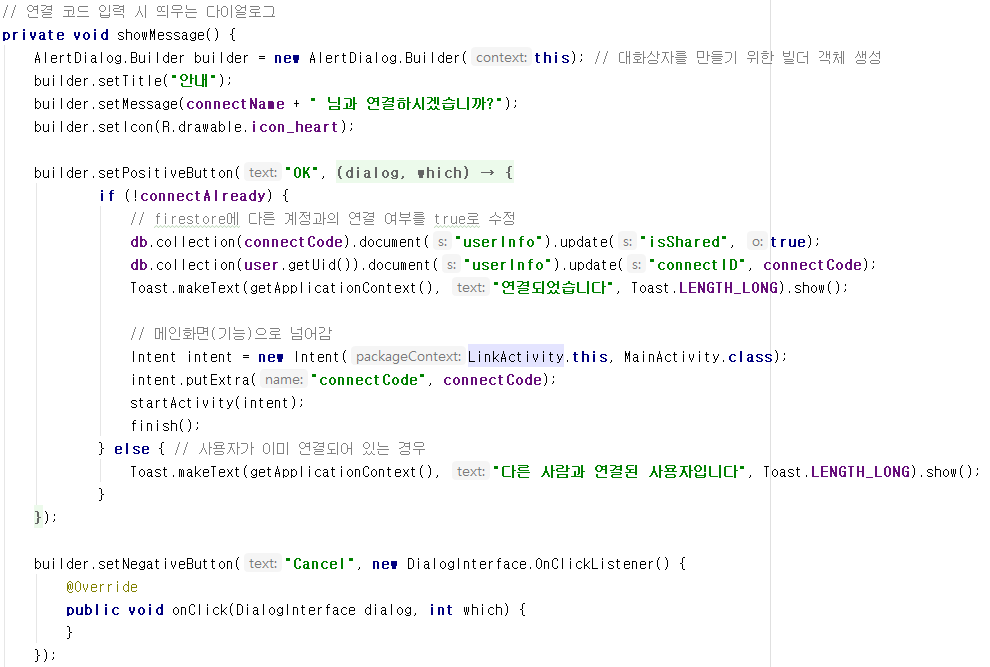 // 연결 코드 입력 시 띄우는 다이얼로그
private void showMessage() {
AlertDialog.Builder builder = new AlertDialog.Builder( context: this); // 대화상자를 만들기 위한 빌더 객체 생성
builder.setTitle("안내");
builder.setMessage(connectName + " 님과 연결하시겠습니까?");
builder.setIcon(R.drawable.icon_heart);
builder.setPositiveButton( text: "OK", (dialog, which) → {
if (!connectAlready) {
// firestore에 다른 계정과의 연결 여부를 true로 수정
db.collection(connectCode).document( s: "userInfo").update( s: "isShared", o: true);
db.collection(user.getUid()).document( s: "userInfo").update( s: "connectID", connectCode);
Toast.makeText(getApplicationContext(), text: "연결되었습니다", Toast.LENGTH_LONG).show();
// 메인화면(기능)으로 넘어감
Intent intent = new Intent( packageContext: LinkActivity.this, MainActivity.class);
intent.putExtra( name: "connectCode", connectCode);
startActivity(intent);
finish();
} else { // 사용자가 이미 연결되어 있는 경우
Toast.makeText(getApplicationContext(), text: "다른 사람과 연결된 사용자입니다", Toast.LENGTH_LONG).show();
}
});
builder.setNegativeButton( text: "Cancel", new DialogInterface.OnClickListener() {
@Override
public void onClick(DialogInterface dialog, int which) {
}
});